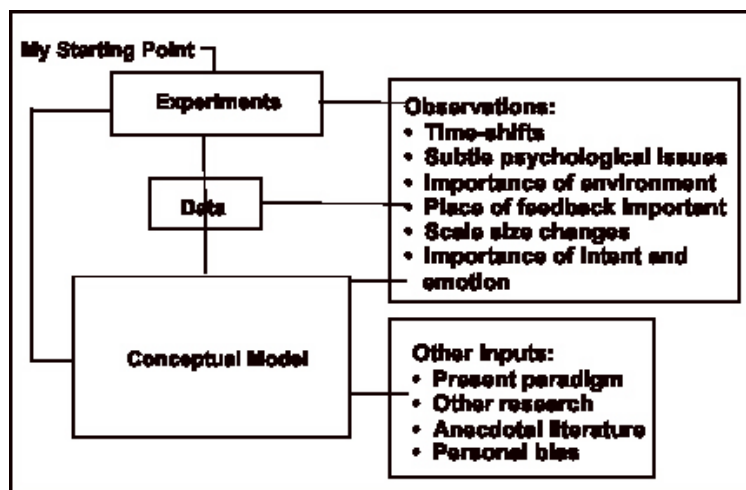 My Starting Point
Experiments
Observations:
• Time-shifts
• Subtle psychological issues
• Importance of environment
• Place of feedback important
• Scale size changes
• Importance of intent and
emotion
Data
Conceptual Model
Other inputs:
• Present paradigm
• Other research
• Anecdotal literature
• Personal bias